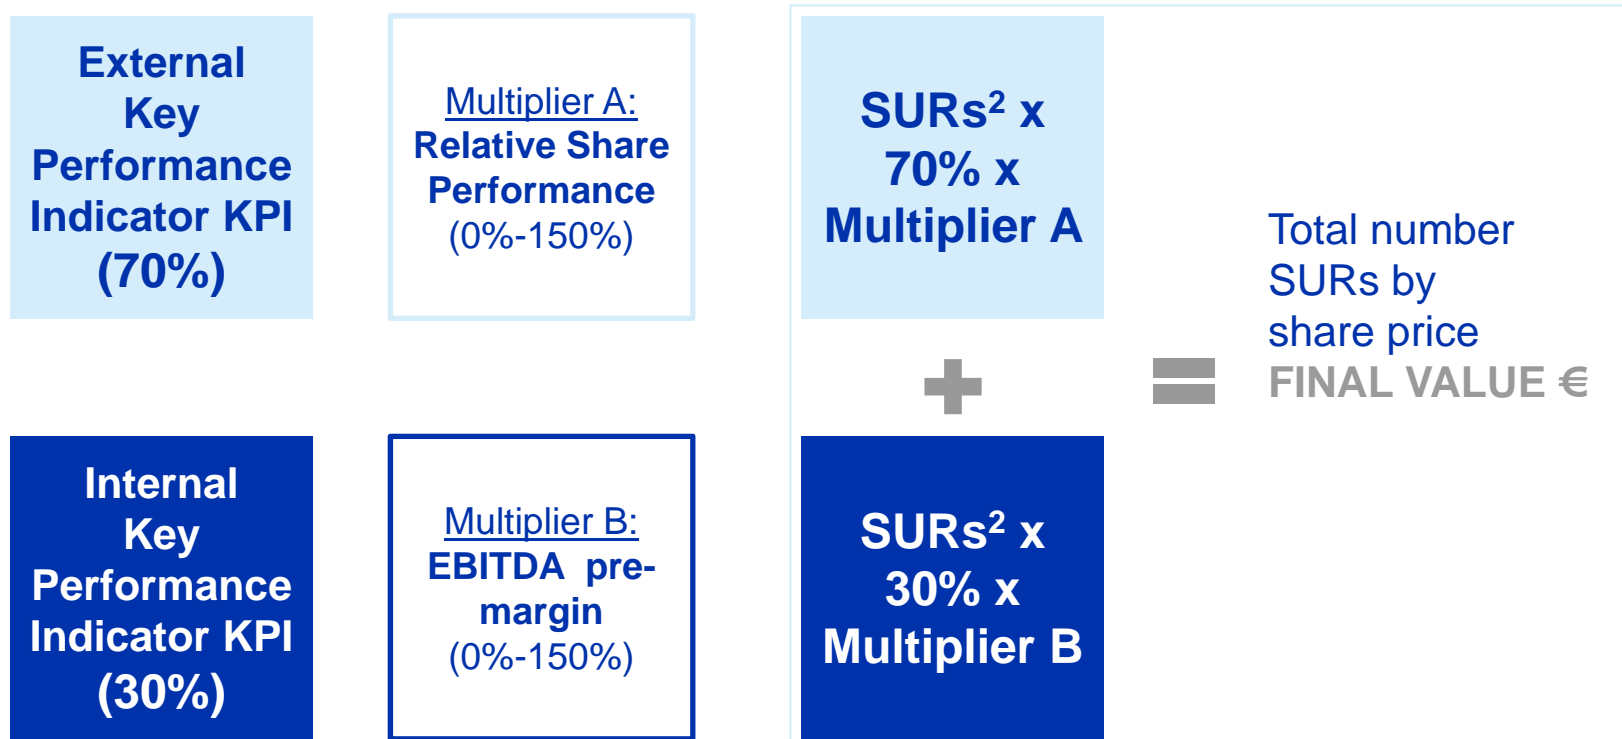 External
Key
Performance
Indicator KPI
(70%)
Multiplier A:
Relative Share
Performance
(0%-150%)
SURs² x
70% x
Multiplier A
+
=
Total number
SURs by
share price
FINAL VALUE €
Internal
Key
Performance
Indicator KPI
(30%)
Multiplier B:
EBITDA pre-
margin
(0%-150%)
SURs² x
30% x
Multiplier B